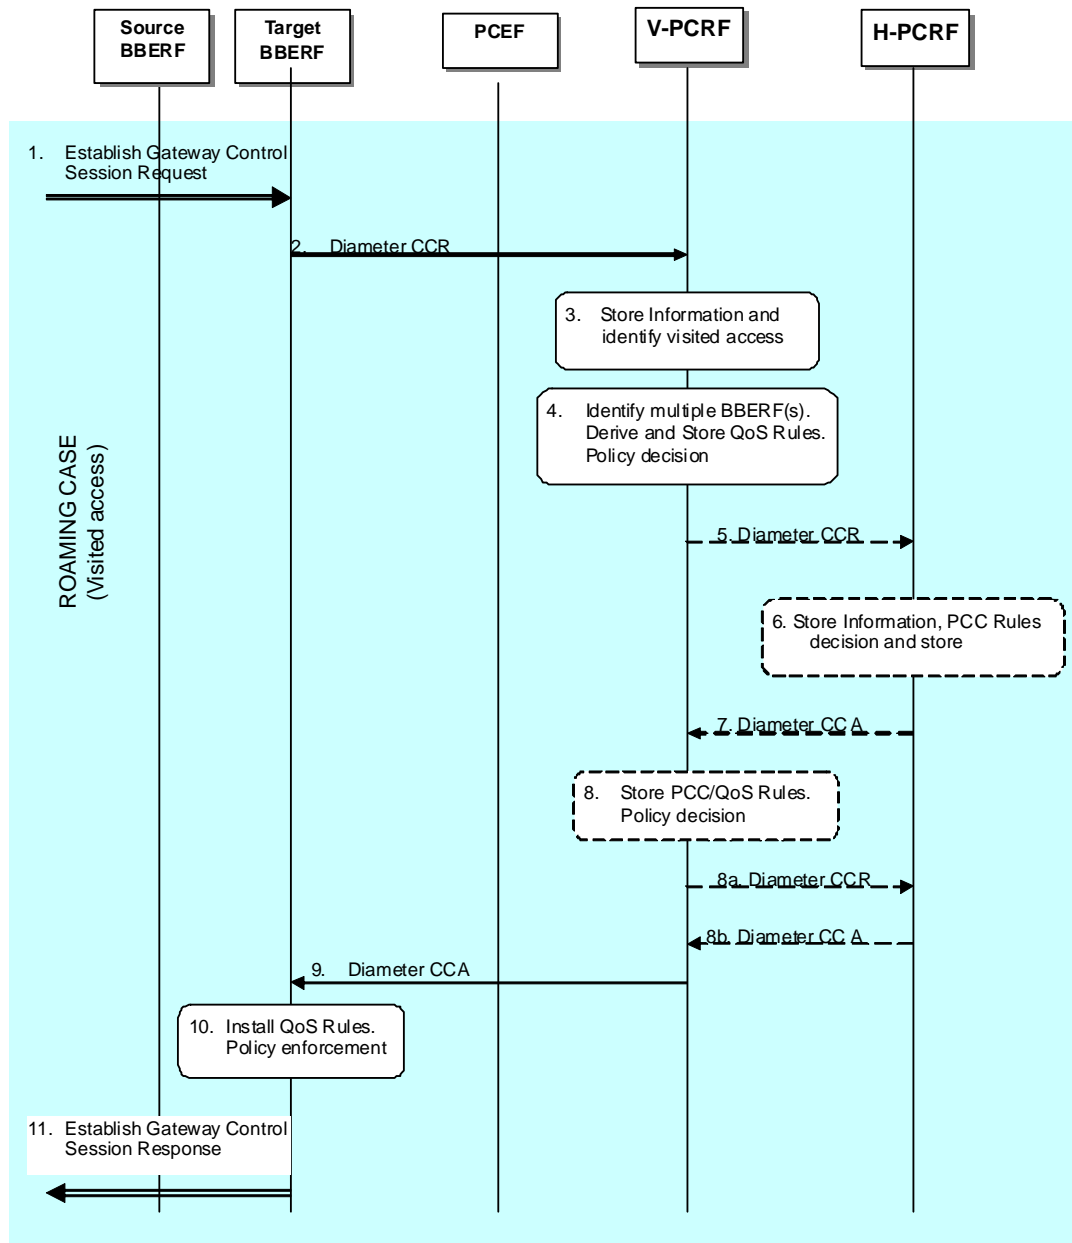 Source
BBERF
Target
BBERF
PCEF
V-PCRF
H-PCRF
1. Establish Gateway Control
Session Request
2. Diameter CCR
3. Store Information and
identify visited access
4. Identify multiple BBERF(s).
Derive and Store QoS Rules.
Policy decision
ROAMING CASE
(Visited access)
5. Diameter CCR
6. Store Information, PCC Rules
decision and store
7. Diameter CCA
8. Store PCC/QoS Rules.
Policy decision
8a. Diameter CCR
8b. Diameter CCA
9. Diameter CCA
10. Install QoS Rules.
Policy enforcement
11. Establish Gateway Control
Session Response